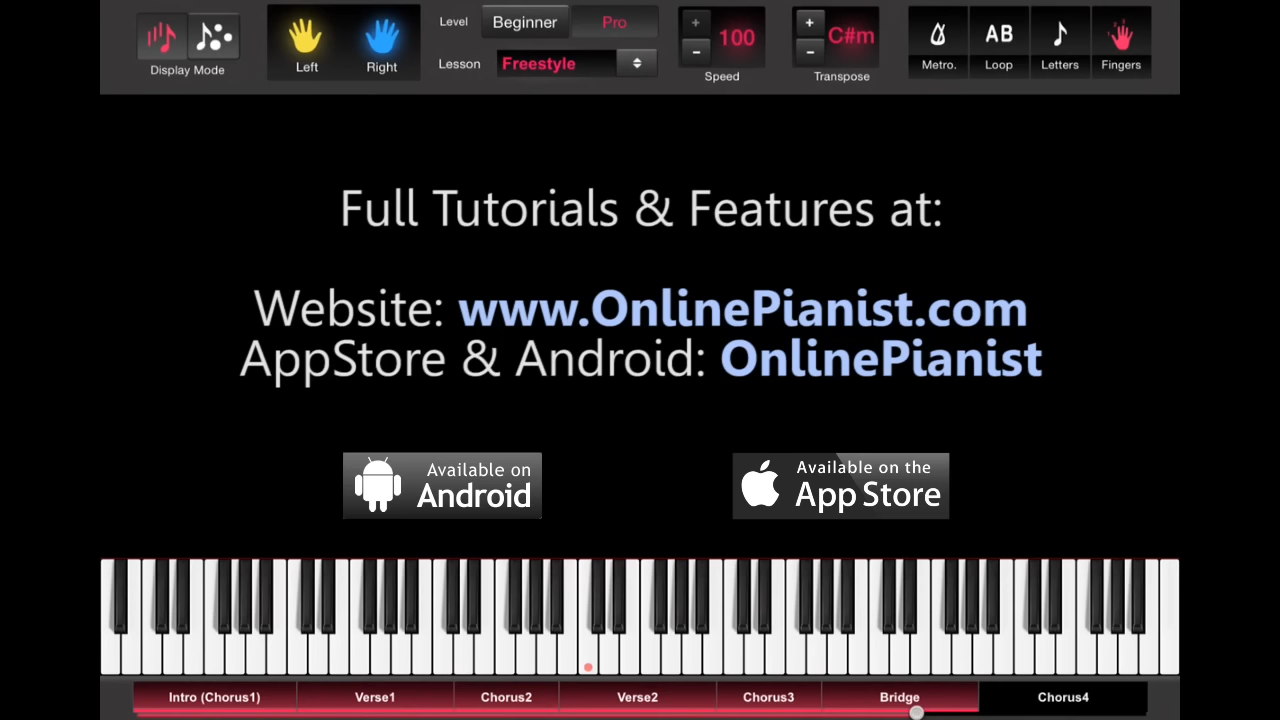 Level Beginner Pro
Display Mode
Left Right
Lesson Freestyle
+ - 100
Speed
+ - C#m
Transpose
Metro.
AB
Loop
Letters
Fingers
Full Tutorials & Features at:
Website: www.OnlinePianist.com
AppStore & Android: OnlinePianist
Available on
Android
Available on the
App Store
Intro (Chorus1) Verse1 Chorus2 Verse2 Chorus3 Bridge Chorus4